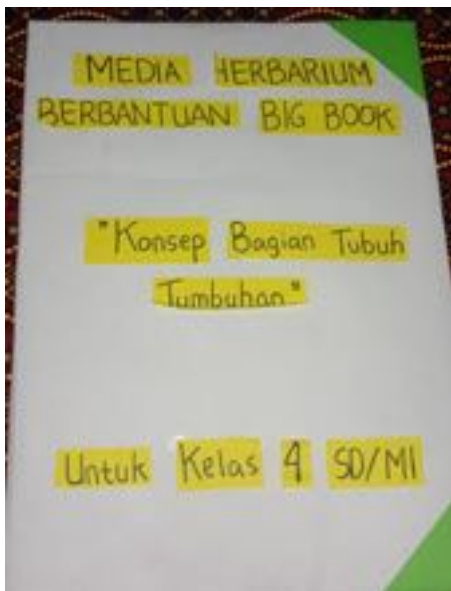 MEDIA HERBARIUM
BERBANTUAN BIG BOOK
"Konsep Bagian Tubuh
Tumbuhan"
Untuk Kelas 4 SD/MI